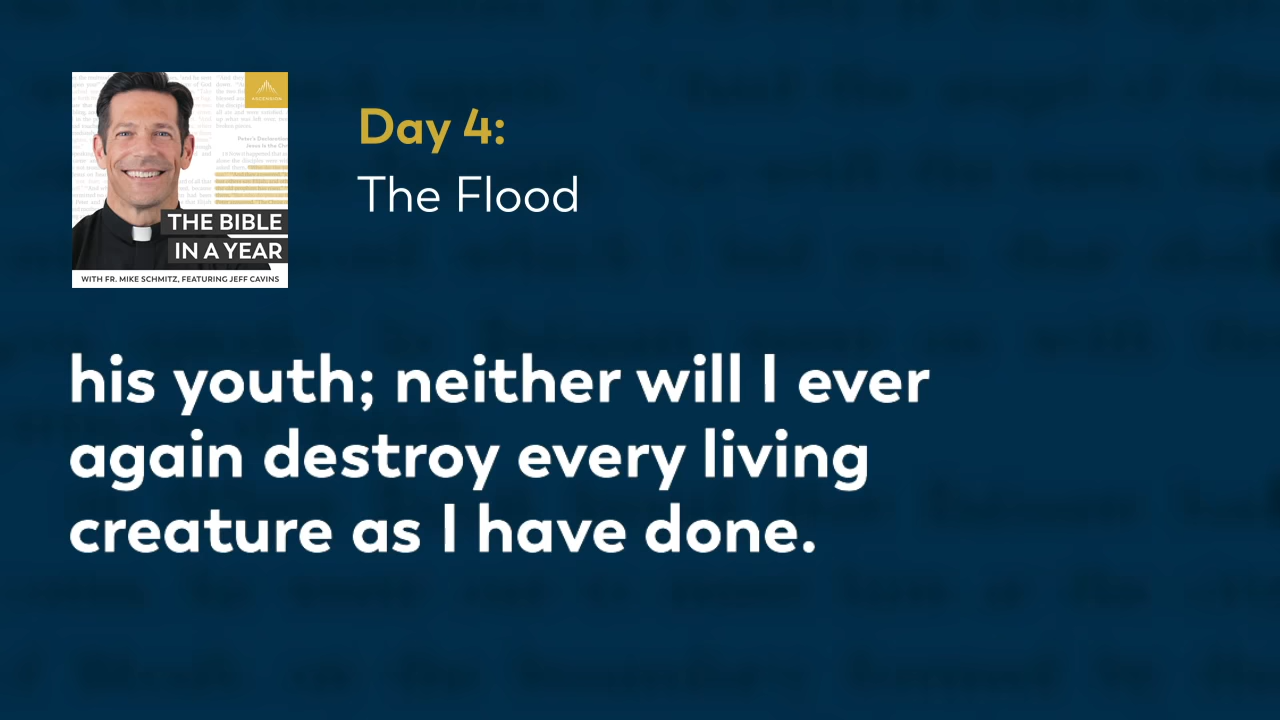 Day 4:
The Flood
THE BIBLE
IN A YEAR
WITH FR. MIKE SCHMITZ, FEATURING JEFF CAVINS
his youth; neither will I ever
again destroy every living
creature as I have done.